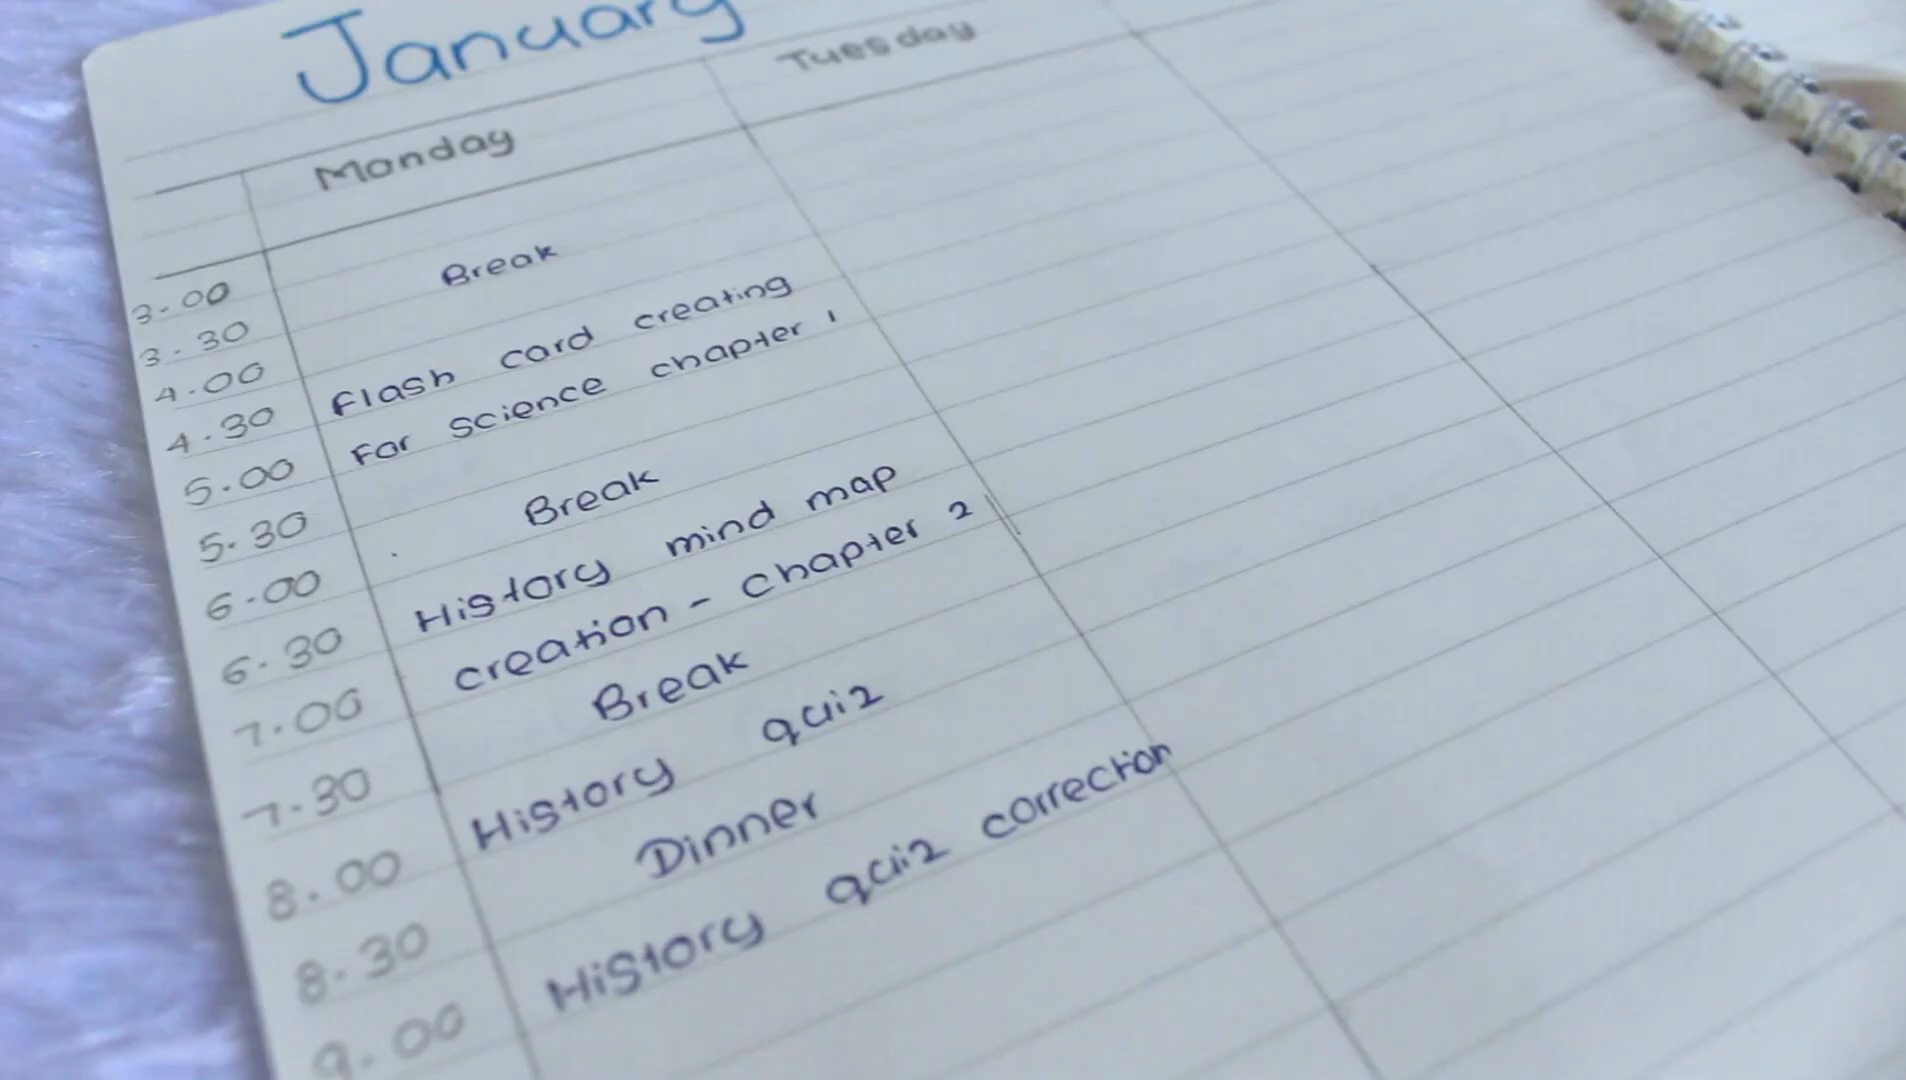 January
Monday Tuesday
3.00 Break
3.30
4.00 Flash card creating
4.30 For science chapter 1
5.00
5.30 Break
6.00 History mind map
6.30 creation - chapter 2
7.00 Break
7.30 History quiz
8.00 Dinner
8.30 History quiz correction
9.00